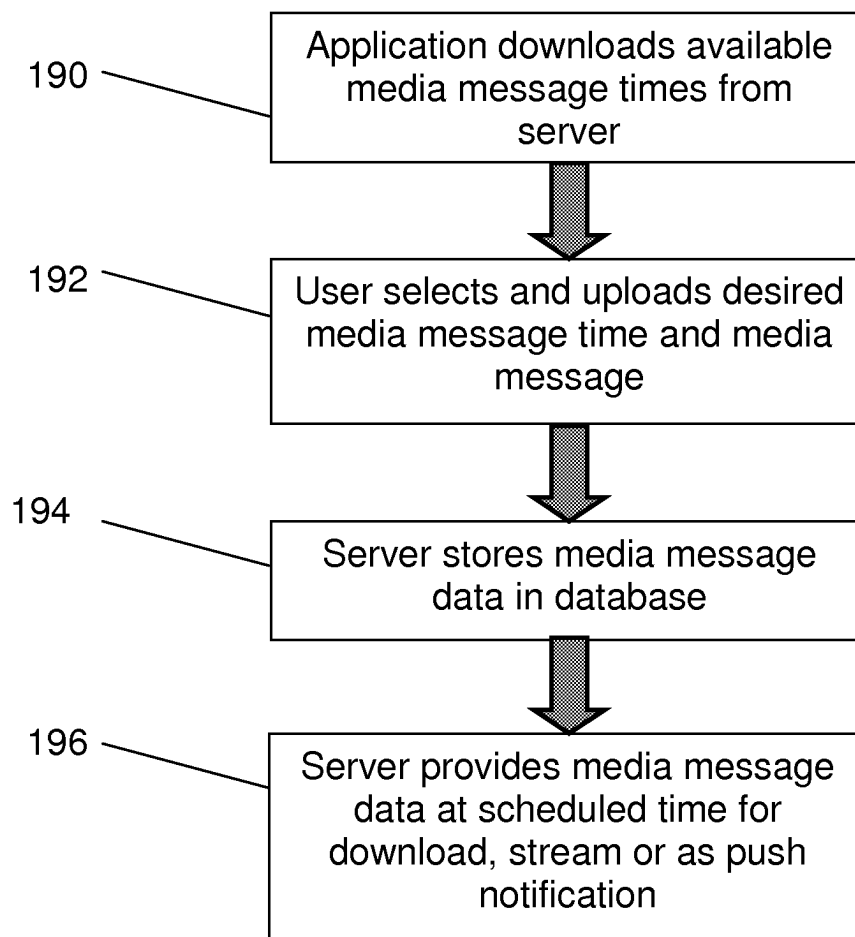 190
Application downloads available
media message times from
server
192
User selects and uploads desired
media message time and media
message
194
Server stores media message
data in database
196
Server provides media message
data at scheduled time for
download, stream or as push
notification